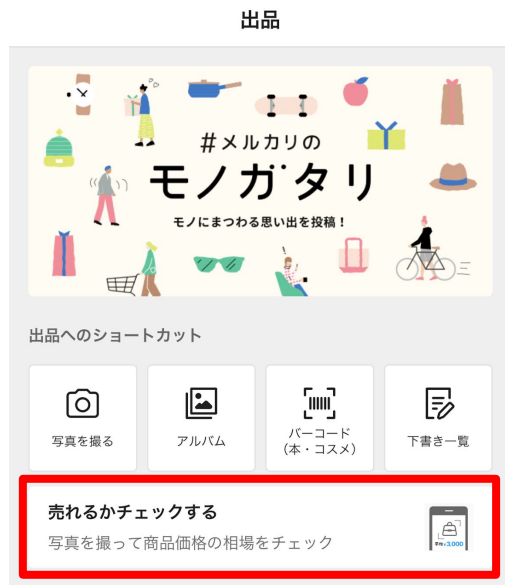 出品
#メルカリの
モノガタリ
モノにまつわる思い出を投稿！
出品へのショートカット
写真を撮る
アルバム
バーコード
(本・コスメ)
下書き一覧
売れるかチェックする
写真を撮って商品価格の相場をチェック
平均¥3,000